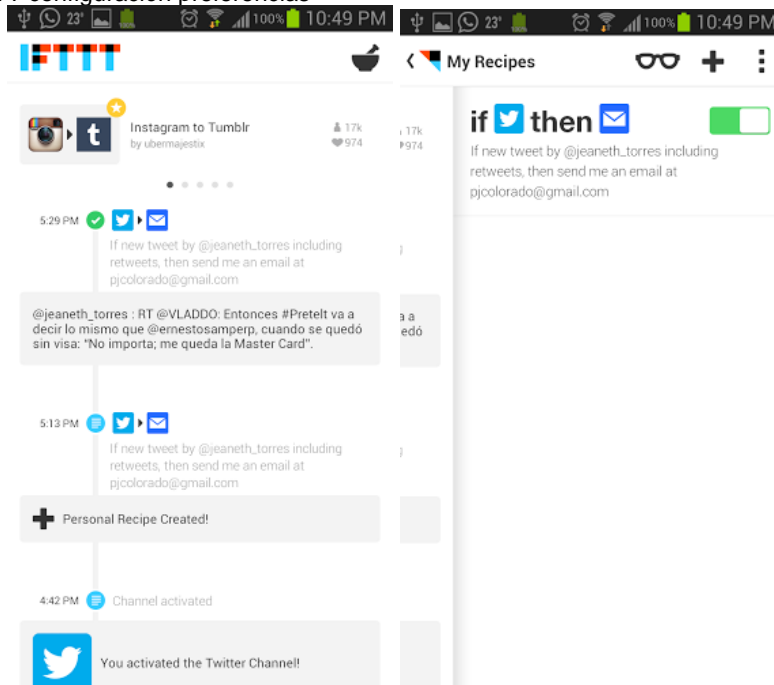 configuración preferencias
23° 100% 10:49 PM
IFTTT
Instagram to Tumblr
by ubermajestix
17k
974
5:29 PM
If new tweet by @jeaneth_torres including
retweets, then send me an email at
pjcolorado@gmail.com
@jeaneth_torres : RT @VLADDO: Entonces #Pretelt va a
decir lo mismo que @ernestosamperp, cuando se quedó
sin visa: “No importa; me queda la Master Card”.
5:13 PM
If new tweet by @jeaneth_torres including
retweets, then send me an email at
pjcolorado@gmail.com
Personal Recipe Created!
4:42 PM Channel activated
You activated the Twitter Channel!
23° 100% 10:49 PM
My Recipes
17k
974
if then
If new tweet by @jeaneth_torres including
retweets, then send me an email at
pjcolorado@gmail.com
a a
edó